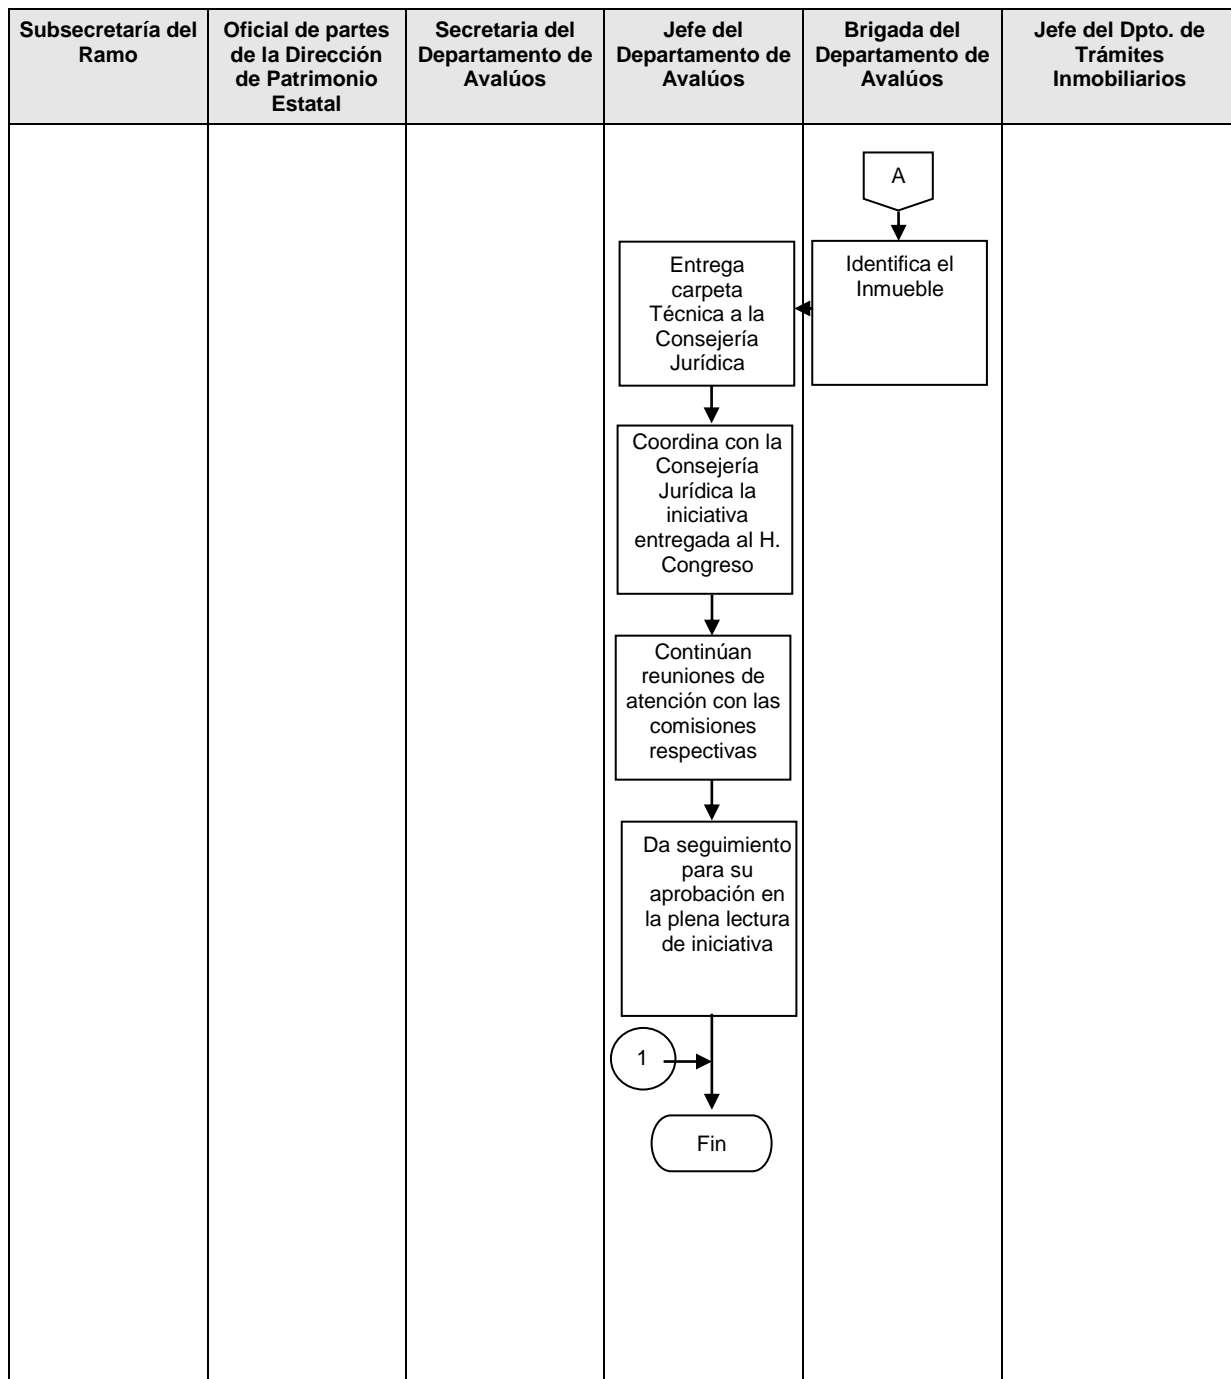 Subsecretaría del
Ramo
Oficial de partes
de la Dirección
de Patrimonio
Estatal
Secretaria del
Departamento de
Avalúos
Jefe del
Departamento de
Avalúos
Brigada del
Departamento de
Avalúos
Jefe del Dpto. de
Trámites
Inmobiliarios
A
Identifica el
Inmueble
Entrega
carpeta
Técnica a la
Consejería
Jurídica
Coordina con la
Consejería
Jurídica la
iniciativa
entregada al H.
Congreso
Continúan
reuniones de
atención con las
comisiones
respectivas
Da seguimiento
para su
aprobación en
la plena lectura
de iniciativa
1
Fin